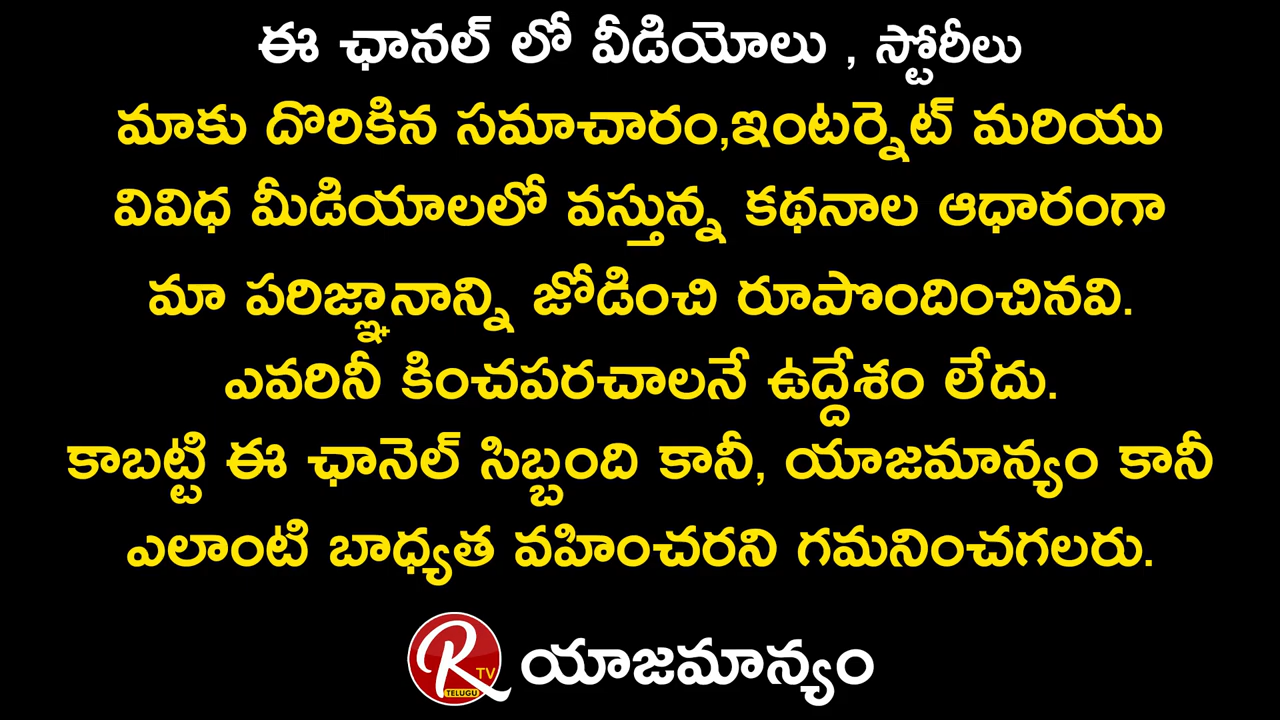 ఈ ఛానల్ లో వీడియోలు , స్టోరీలు
మాకు దొరికిన సమాచారం,ఇంటర్నెట్ మరియు
వివిధ మీడియాలలో వస్తున్న కథనాల ఆధారంగా
మా పరిజ్ఞానాన్ని జోడించి రూపొందించినవి.
ఎవరినీ కించపరచాలనే ఉద్దేశం లేదు.
కాబట్టి ఈ ఛానెల్ సిబ్బంది కానీ, యాజమాన్యం కానీ
ఎలాంటి బాధ్యత వహించరని గమనించగలరు.
R TV TELUGU యాజమాన్యం